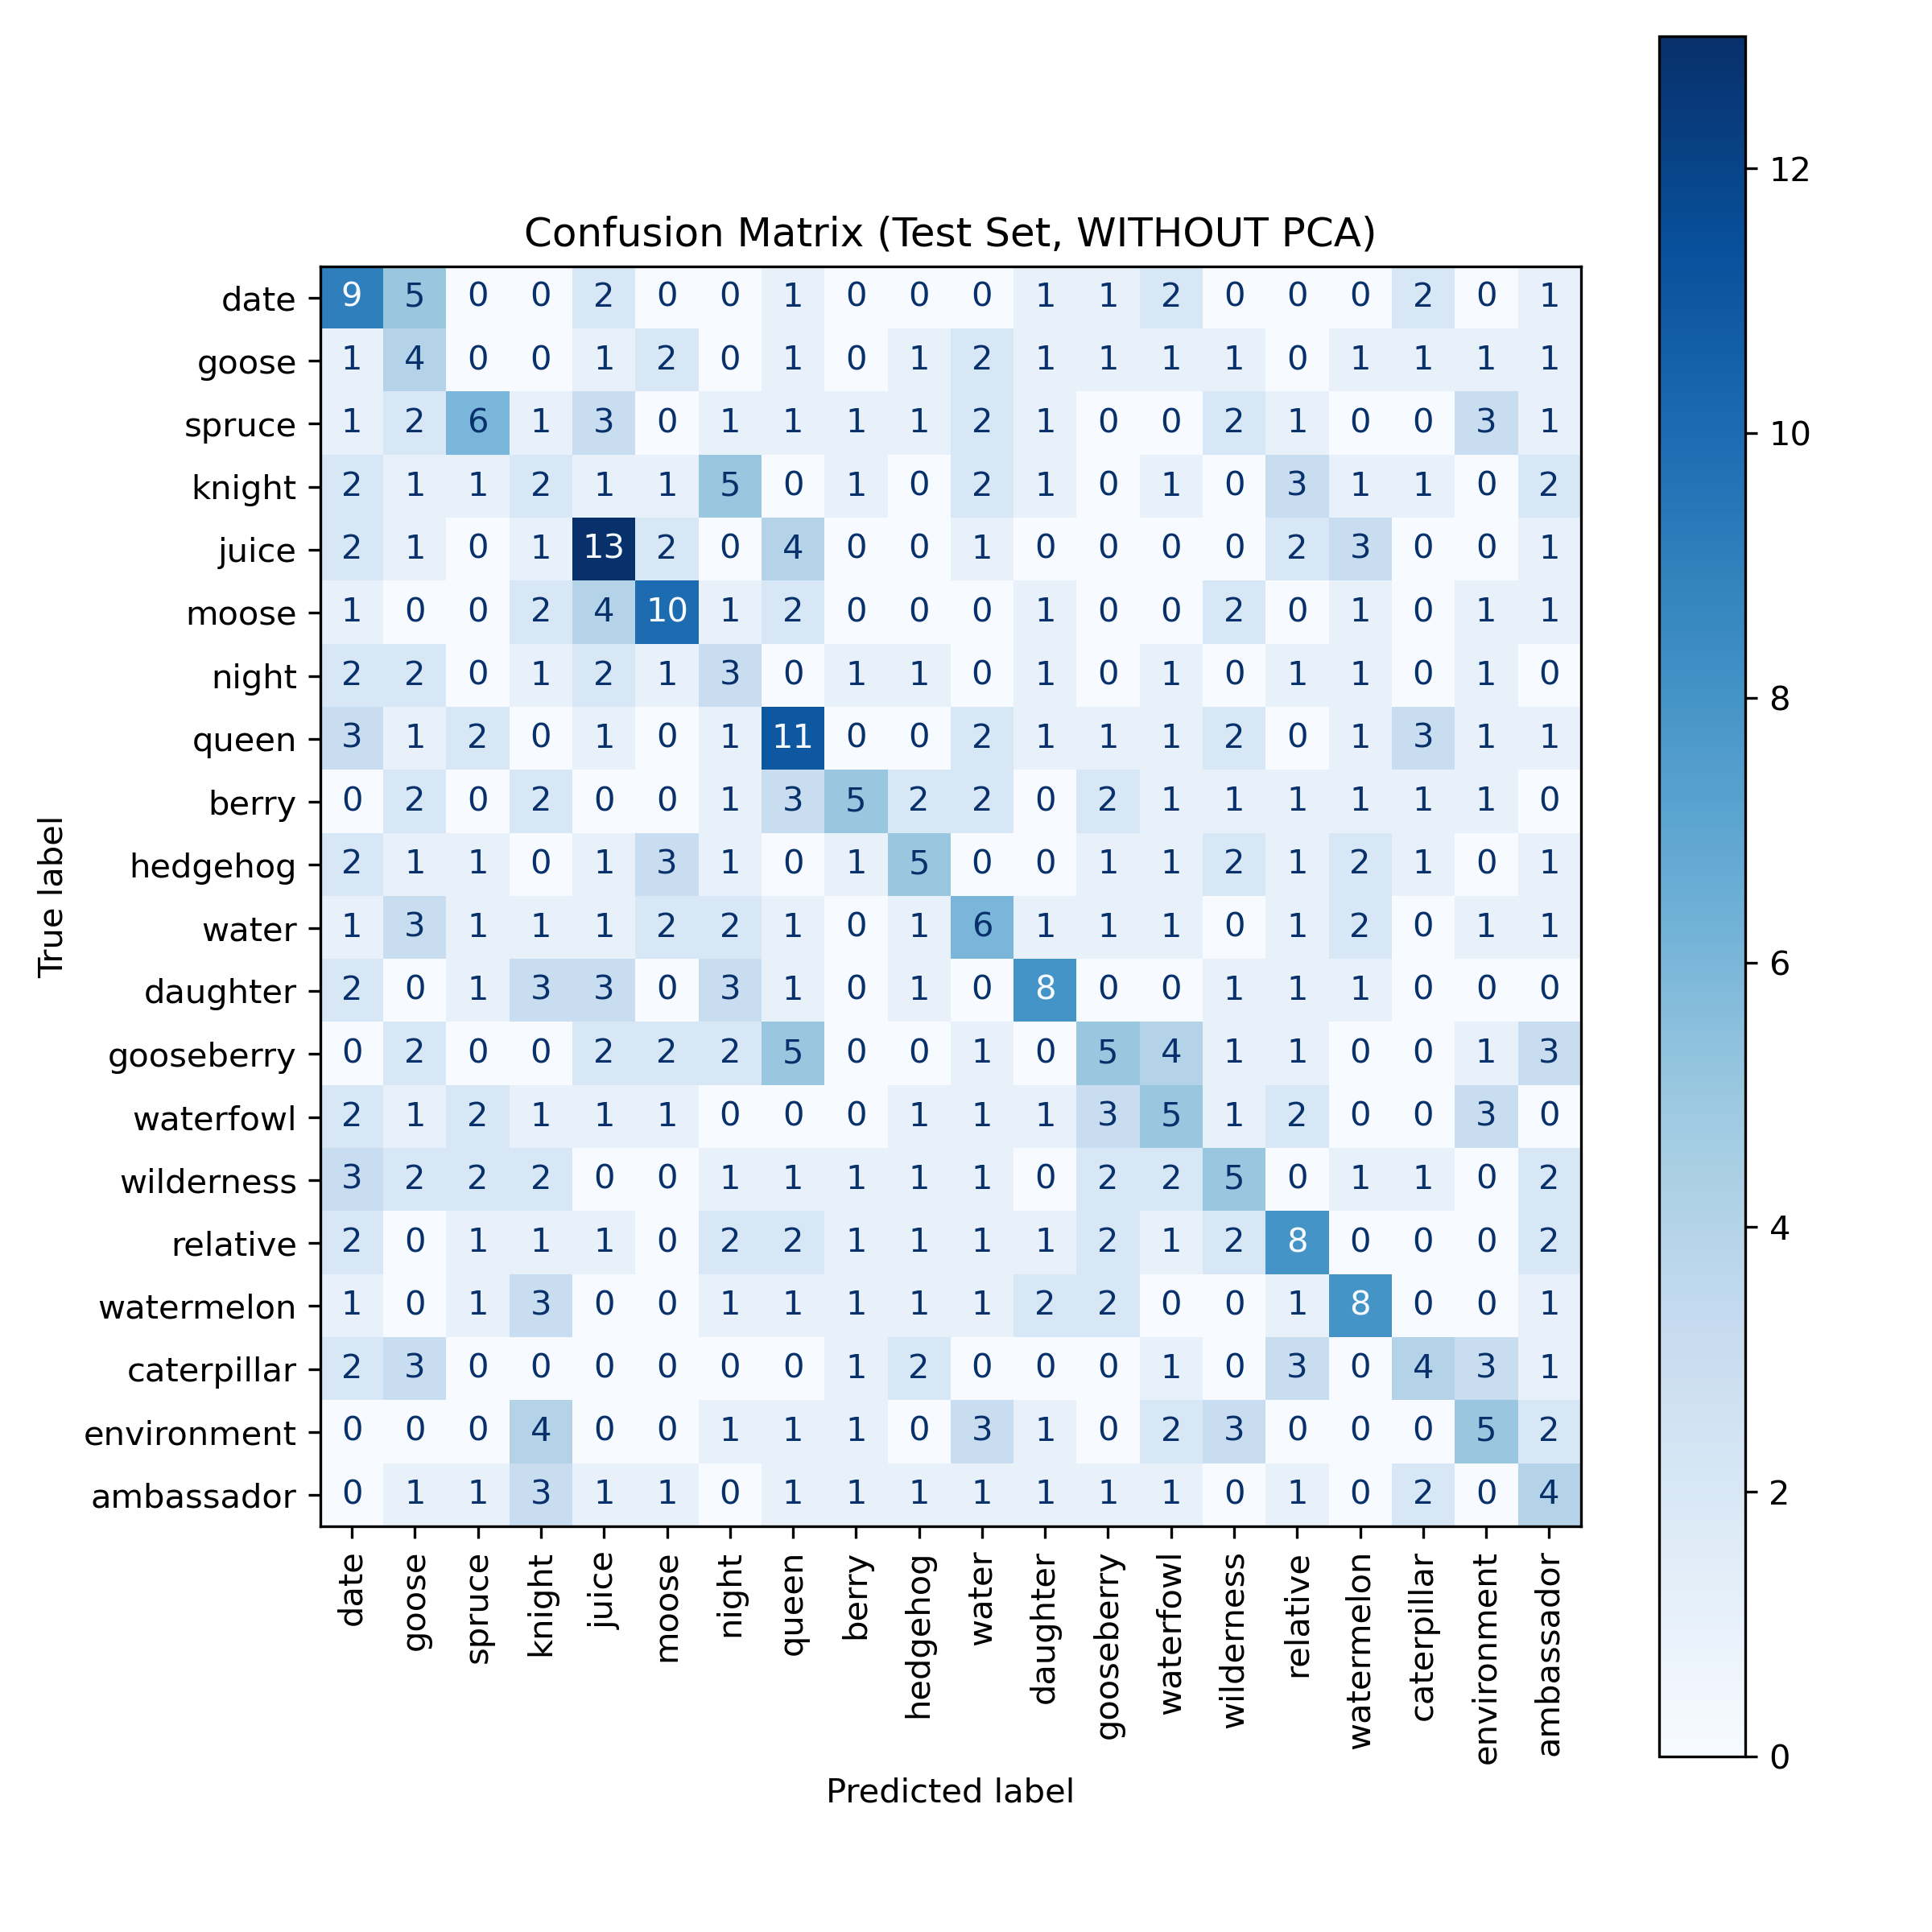 Confusion Matrix (Test Set, WITHOUT PCA)
date 9 5 0 0 2 0 0 1 0 0 0 1 1 2 0 0 0 2 0 1
goose 1 4 0 0 1 2 0 1 0 1 2 1 1 1 1 0 1 1 1 1
spruce 1 2 6 1 3 0 1 1 1 1 2 1 0 0 2 1 0 0 3 1
knight 2 1 1 2 1 1 5 0 1 0 2 1 0 1 0 3 1 1 0 2
juice 2 1 0 1 13 2 0 4 0 0 1 0 0 0 0 2 3 0 0 1
moose 1 0 0 2 4 10 1 2 0 0 0 1 0 0 2 0 1 0 1 1
night 2 2 0 1 2 1 3 0 1 1 0 1 0 1 0 1 1 0 1 0
queen 3 1 2 0 1 0 1 11 0 0 2 1 1 1 2 0 1 3 1 1
berry 0 2 0 2 0 0 1 3 5 2 2 0 2 1 1 1 1 1 1 0
hedgehog 2 1 1 0 1 3 1 0 1 5 0 0 1 1 2 1 2 1 0 1
water 1 3 1 1 1 2 2 1 0 1 6 1 1 1 0 1 2 0 1 1
daughter 2 0 1 3 3 0 3 1 0 1 0 8 0 0 1 1 1 0 0 0
gooseberry 0 2 0 0 2 2 2 5 0 0 1 0 5 4 1 1 0 0 1 3
waterfowl 2 1 2 1 1 1 0 0 0 1 1 1 3 5 1 2 0 0 3 0
wilderness 3 2 2 2 0 0 1 1 1 1 1 0 2 2 5 0 1 1 0 2
relative 2 0 1 1 1 0 2 2 1 1 1 1 2 1 2 8 0 0 0 2
watermelon 1 0 1 3 0 0 1 1 1 1 1 2 2 0 0 1 8 0 0 1
caterpillar 2 3 0 0 0 0 0 0 1 2 0 0 0 1 0 3 0 4 3 1
environment 0 0 0 4 0 0 1 1 1 0 3 1 0 2 3 0 0 0 5 2
ambassador 0 1 1 3 1 1 0 1 1 1 1 1 1 1 0 1 0 2 0 4
True label
date goose spruce knight juice moose night queen berry hedgehog water daughter gooseberry waterfowl wilderness relative watermelon caterpillar environment ambassador
Predicted label
12
10
8
6
4
2
0